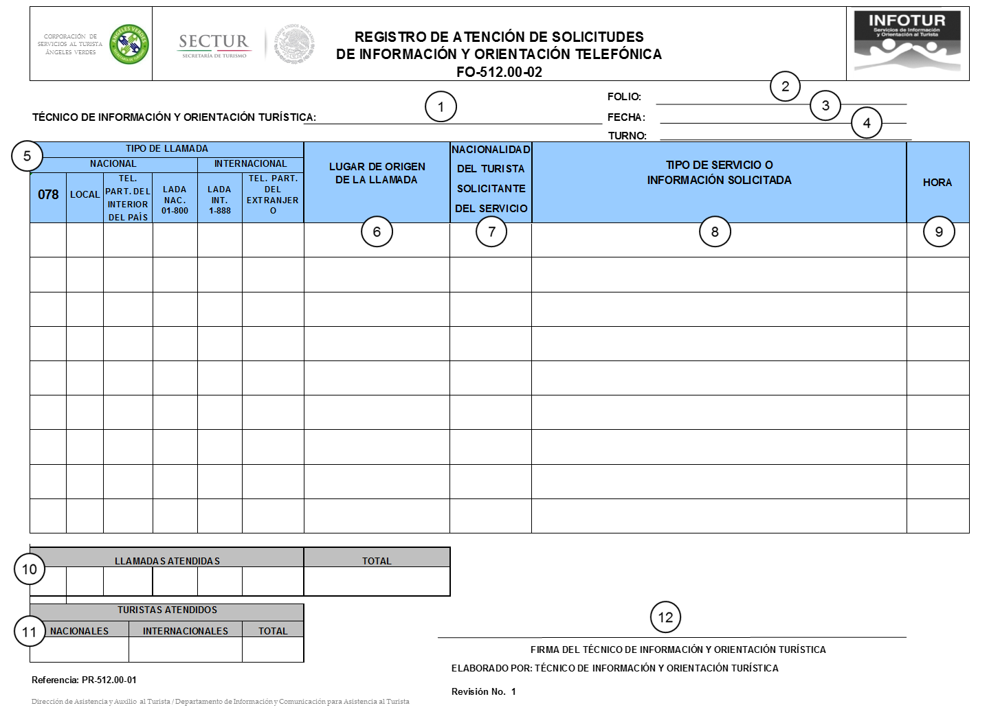 CORPORACIÓN DE
SERVICIOS AL TURISTA
ÁNGELES VERDES
ÁNGELES VERDES
SECTUR
SECRETARÍA DE TURISMO
ESTADOS UNIDOS MEXICANOS
REGISTRO DE ATENCIÓN DE SOLICITUDES
DE INFORMACIÓN Y ORIENTACIÓN TELEFÓNICA
FO-512.00-02
INFOTUR
Servicios de Información
y Orientación al Turista
TÉCNICO DE INFORMACIÓN Y ORIENTACIÓN TURÍSTICA:
1
FOLIO:
2
FECHA:
3
TURNO:
4
5
TIPO DE LLAMADA
NACIONAL
INTERNACIONAL
078
LOCAL
TEL.
PART. DEL
INTERIOR
DEL PAÍS
LADA
NAC.
01-800
LADA
INT.
1-888
TEL. PART.
DEL
EXTRANJER
O
LUGAR DE ORIGEN
DE LA LLAMADA
NACIONALIDAD
DEL TURISTA
SOLICITANTE
DEL SERVICIO
TIPO DE SERVICIO O
INFORMACIÓN SOLICITADA
HORA
6
7
8
9
10
LLAMADAS ATENDIDAS
TOTAL
TURISTAS ATENDIDOS
11
NACIONALES
INTERNACIONALES
TOTAL
12
FIRMA DEL TÉCNICO DE INFORMACIÓN Y ORIENTACIÓN TURÍSTICA
ELABORADO POR: TÉCNICO DE INFORMACIÓN Y ORIENTACIÓN TURÍSTICA
Referencia: PR-512.00-01
Revisión No. 1
Dirección de Asistencia y Auxilio al Turista / Departamento de Información y Comunicación para Asistencia al Turista